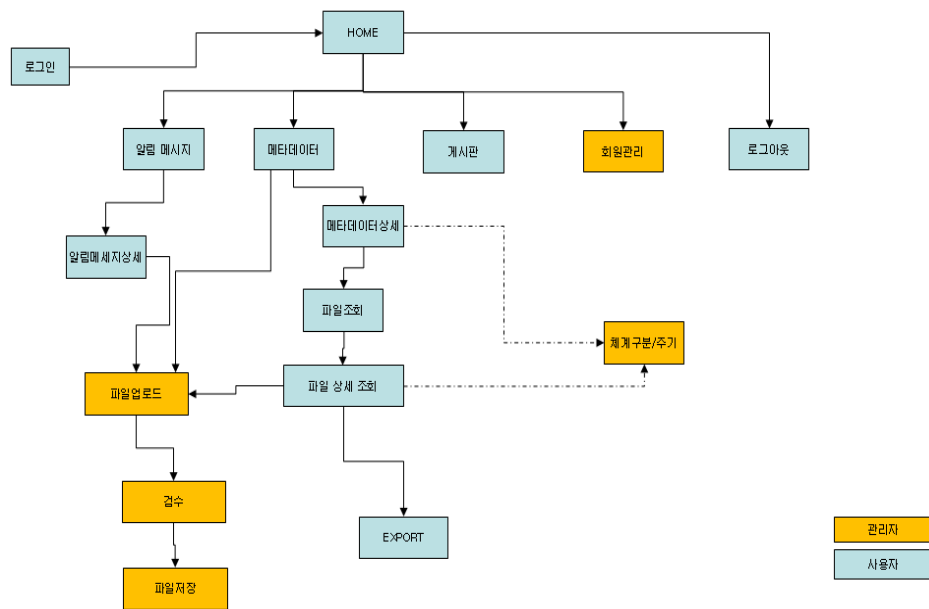 HOME
로그인
알림 메시지
메타데이터
게시판
회원관리
로그아웃
메타데이터상세
알림메세지상세
파일조회
체계구분/주기
파일업로드
파일 상세 조회
검수
관리자
EXPORT
사용자
파일저장